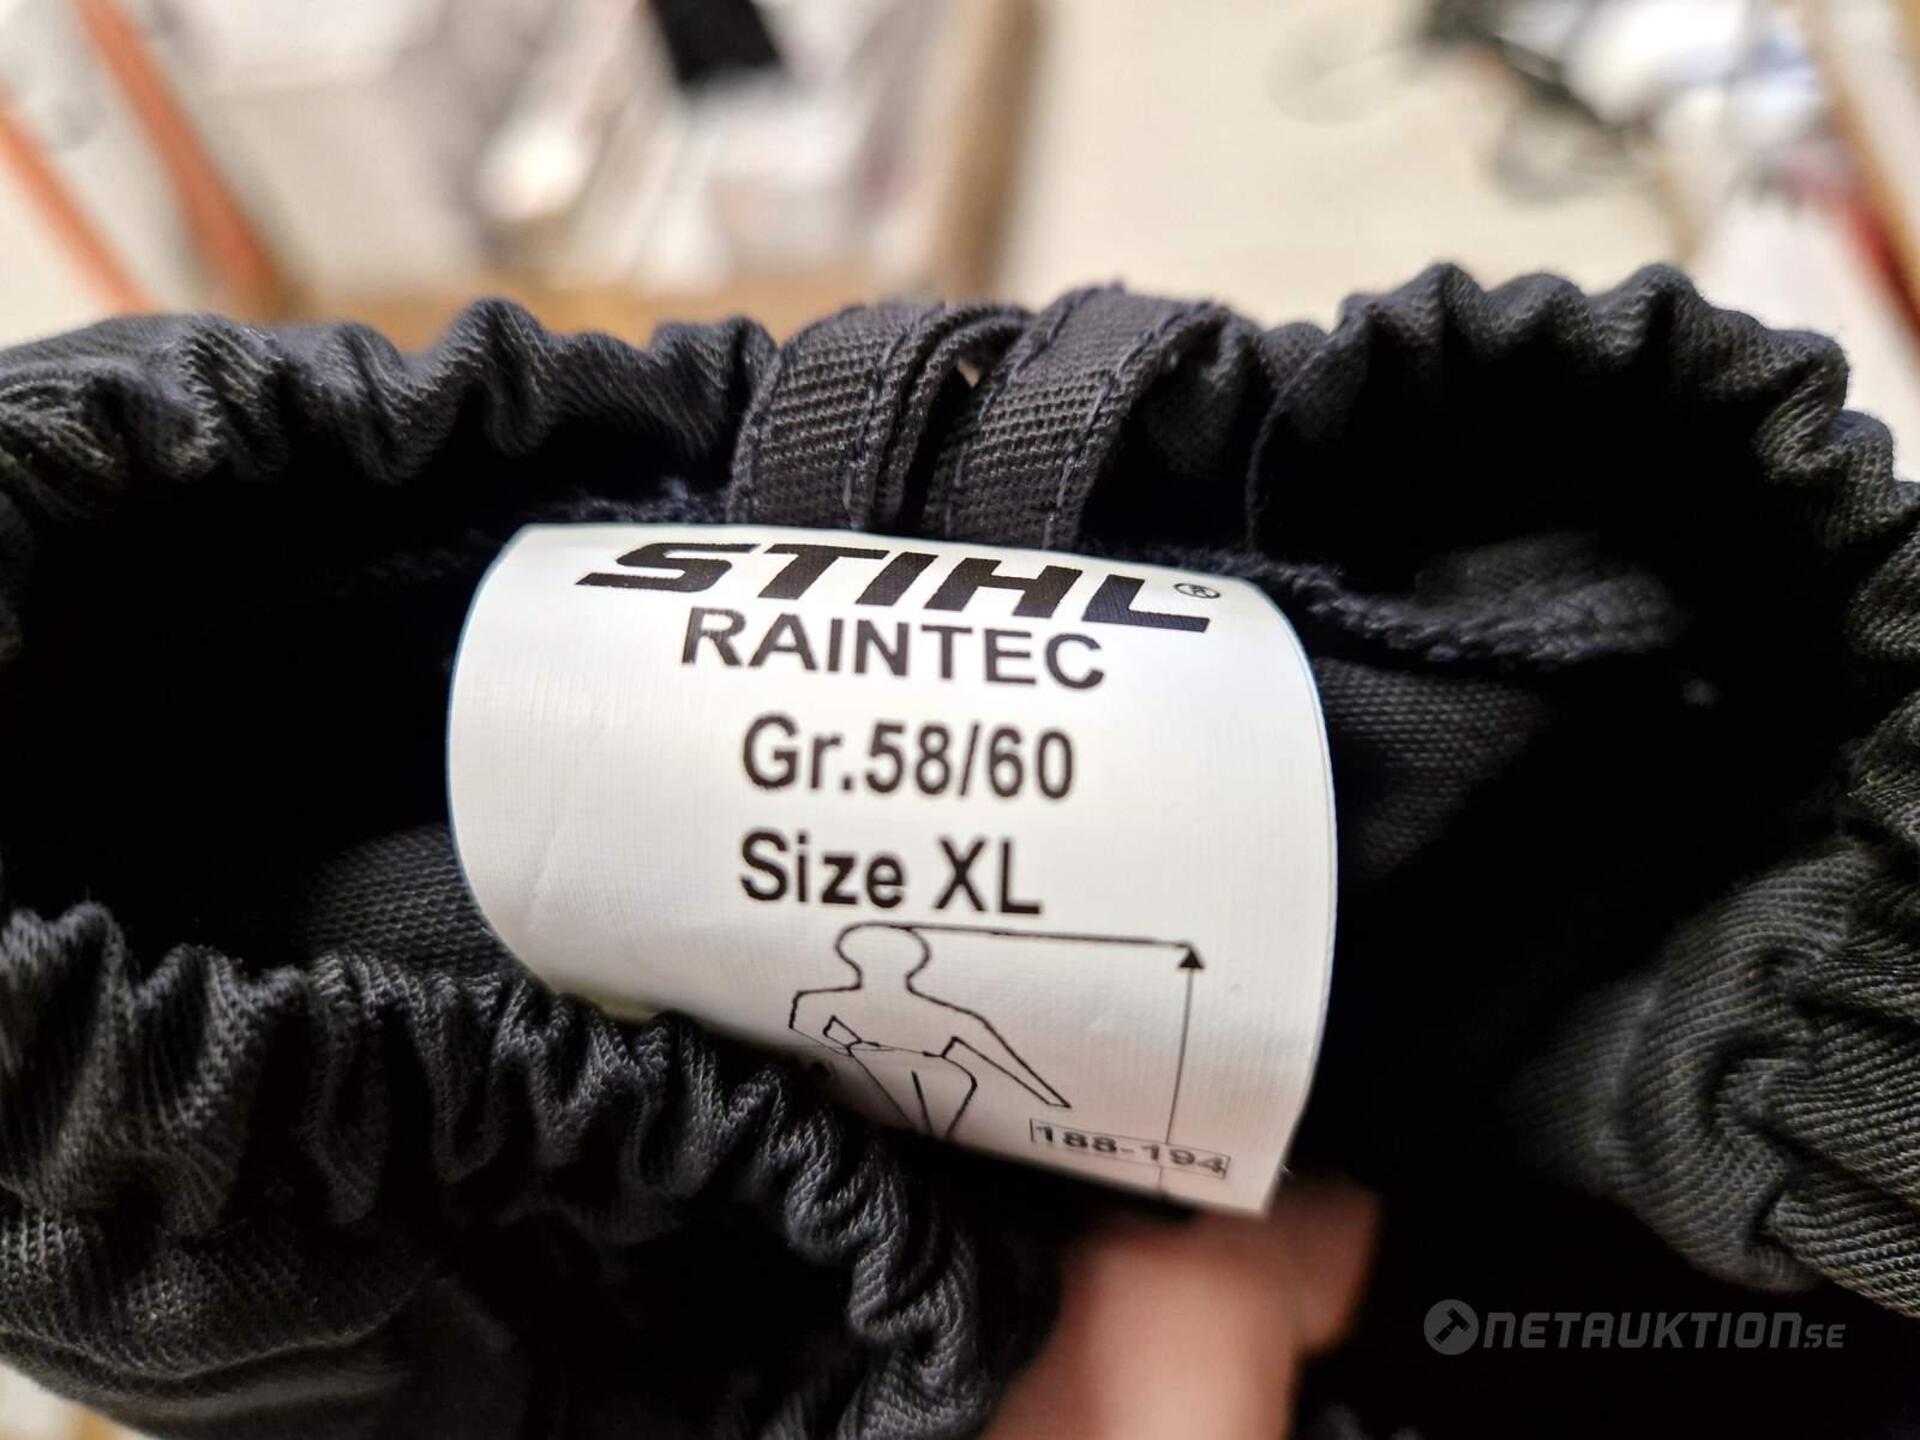 STIHL®
RAINTEC
Gr.58/60
Size XL
188-194
NETAUKTION.SE